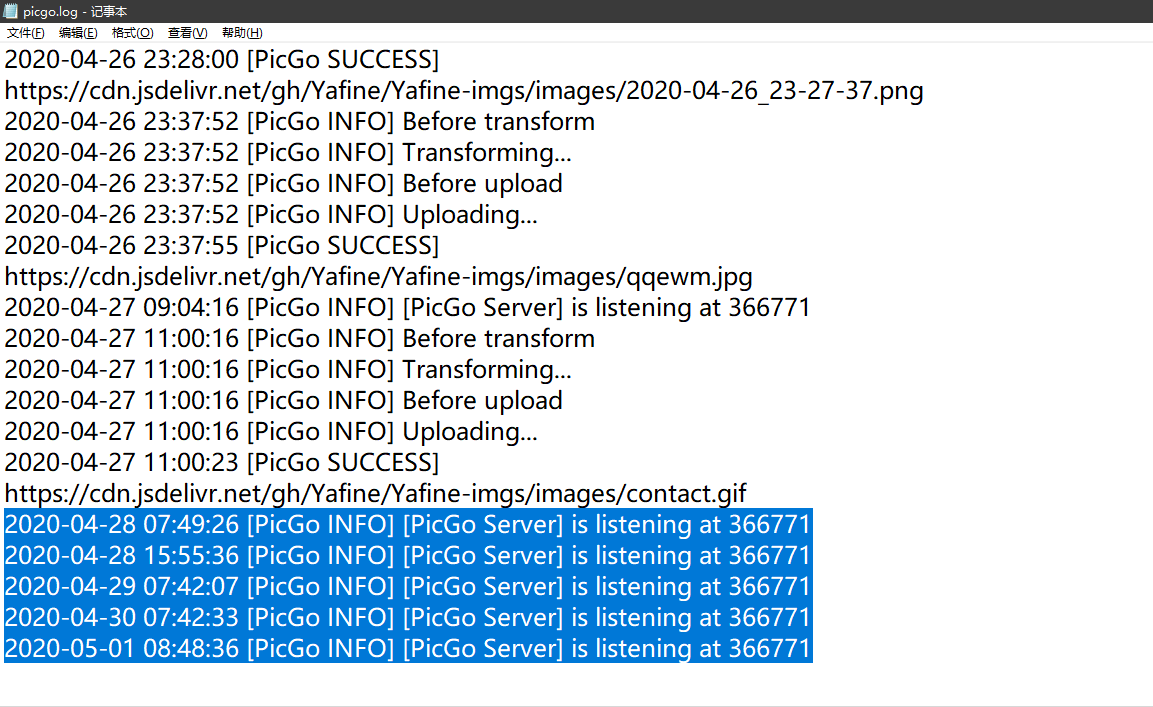 picgo.log - 记事本
文件(F) 编辑(E) 格式(O) 查看(V) 帮助(H)
2020-04-26 23:28:00 [PicGo SUCCESS]
https://cdn.jsdelivr.net/gh/Yafine/Yafine-imgs/images/2020-04-26_23-27-37.png
2020-04-26 23:37:52 [PicGo INFO] Before transform
2020-04-26 23:37:52 [PicGo INFO] Transforming...
2020-04-26 23:37:52 [PicGo INFO] Before upload
2020-04-26 23:37:52 [PicGo INFO] Uploading...
2020-04-26 23:37:55 [PicGo SUCCESS]
https://cdn.jsdelivr.net/gh/Yafine/Yafine-imgs/images/qqewm.jpg
2020-04-27 09:04:16 [PicGo INFO] [PicGo Server] is listening at 366771
2020-04-27 11:00:16 [PicGo INFO] Before transform
2020-04-27 11:00:16 [PicGo INFO] Transforming...
2020-04-27 11:00:16 [PicGo INFO] Before upload
2020-04-27 11:00:16 [PicGo INFO] Uploading...
2020-04-27 11:00:23 [PicGo SUCCESS]
https://cdn.jsdelivr.net/gh/Yafine/Yafine-imgs/images/contact.gif
2020-04-28 07:49:26 [PicGo INFO] [PicGo Server] is listening at 366771
2020-04-28 15:55:36 [PicGo INFO] [PicGo Server] is listening at 366771
2020-04-29 07:42:07 [PicGo INFO] [PicGo Server] is listening at 366771
2020-04-30 07:42:33 [PicGo INFO] [PicGo Server] is listening at 366771
2020-05-01 08:48:36 [PicGo INFO] [PicGo Server] is listening at 366771